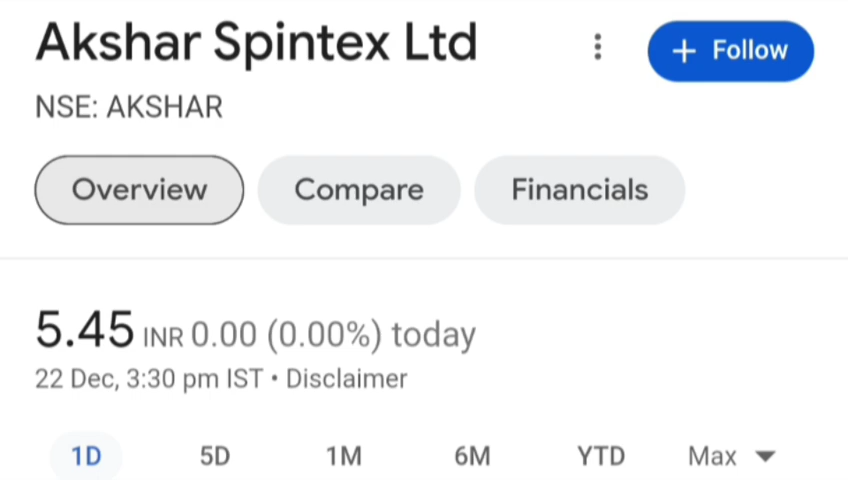 Akshar Spintex Ltd
+ Follow
NSE: AKSHAR
Overview Compare Financials
5.45 INR 0.00 (0.00%) today
22 Dec, 3:30 pm IST • Disclaimer
1D 5D 1M 6M YTD Max